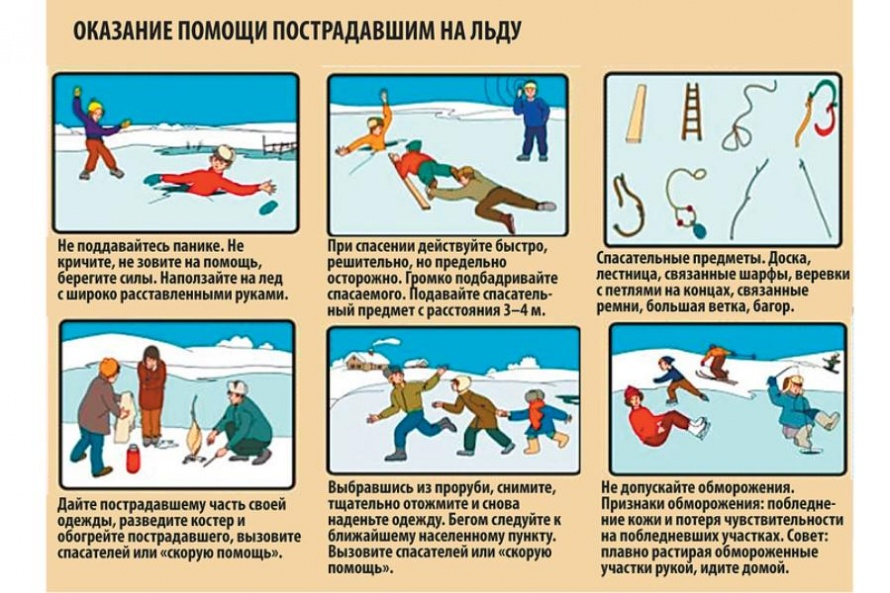 ОКАЗАНИЕ ПОМОЩИ ПОСТРАДАВШИМ НА ЛЬДУ
Не поддавайтесь панике. Не
кричите, не зовите на помощь,
берегите силы. Наползайте на лед
с широко расставленными руками.
При спасении действуйте быстро,
решительно, но предельно
осторожно. Громко подбадривайте
спасаемого. Подавайте спаситель-
ный предмет с расстояния 3–4 м.
Спасательные предметы. Доска,
лестница, связанные шарфы, веревки
с петлями на концах, связанные
ремни, большая ветка, багор.
Дайте пострадавшему часть своей
одежды, разведите костер и
обогрейте пострадавшего, вызовите
спасателей или «скорую помощь».
Выбравшись из проруби, снимите,
тщательно отожмите и снова
наденьте одежду. Бегом следуйте к
ближайшему населенному пункту.
Вызовите спасателей или «скорую
помощь».
Не допускайте обморожения.
Признаки обморожения: побледне-
ние кожи и потеря чувствительности
на побледневших участках. Совет:
плавно растирая обмороженные
участки рукой, идите домой.